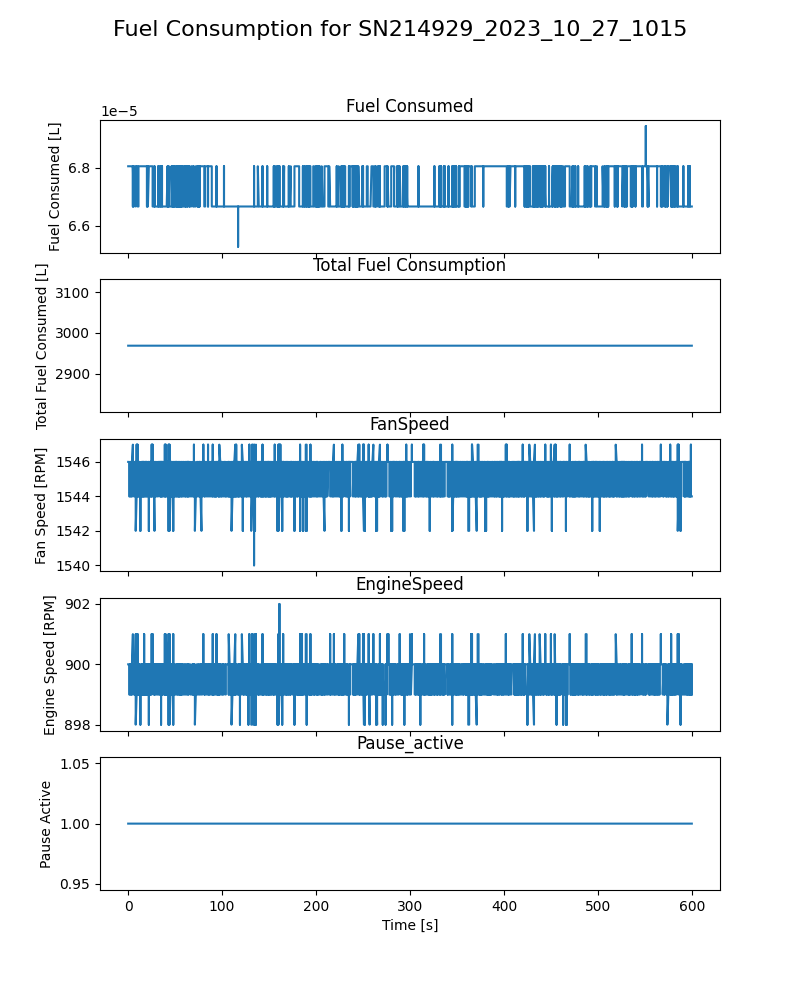 Fuel Consumption for SN214929_2023_10_27_1015
Fuel Consumed
1e−5
Fuel Consumed [L]
6.8
6.6
Total Fuel Consumption
Total Fuel Consumed [L]
3100
3000
2900
FanSpeed
Fan Speed [RPM]
1546
1544
1542
1540
EngineSpeed
Engine Speed [RPM]
902
900
898
Pause_active
Pause Active
1.05
1.00
0.95
0 100 200 300 400 500 600
Time [s]